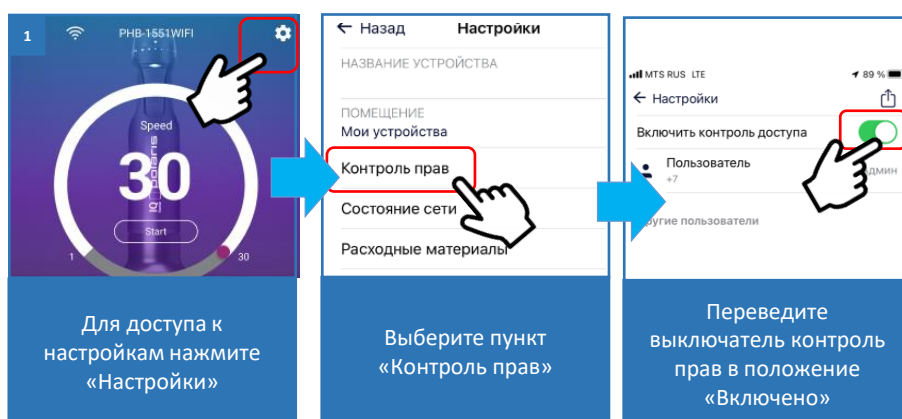 1
PHB-1551WIFI
Speed
30
polaris
Start
1
30
Для доступа к
настройкам нажмите
«Настройки»
← Назад
Настройки
НАЗВАНИЕ УСТРОЙСТВА
ПОМЕЩЕНИЕ
Мои устройства
Контроль прав
Состояние сети
Расходные материалы
Выберите пункт
«Контроль прав»
MTS RUS LTE
89 %
← Настройки
Включить контроль доступа
Пользователь
+7
пользователи
Переведите
выключатель контроль
прав в положение
«Включено»